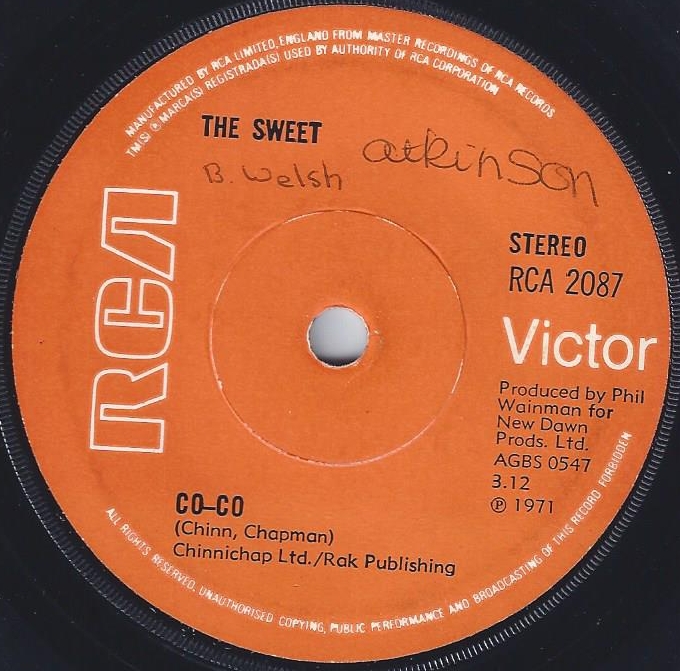 MANUFACTURED BY RCA LIMITED, ENGLAND FROM MASTER RECORDINGS OF RCA RECORDS
TM(S) ® MARCA(S) REGISTRADA(S) USED BY AUTHORITY OF RCA CORPORATION
THE SWEET
atkinson
B. Welsh
RCA
STEREO
RCA 2087
Victor
Produced by Phil
Wainman for
New Dawn
Prods. Ltd.
AGBS 0547
3.12
℗ 1971
CO–CO
(Chinn, Chapman)
Chinnichap Ltd./Rak Publishing
ALL RIGHTS RESERVED. UNAUTHORISED COPYING, PUBLIC PERFORMANCE AND BROADCASTING OF THIS RECORD FORBIDDEN